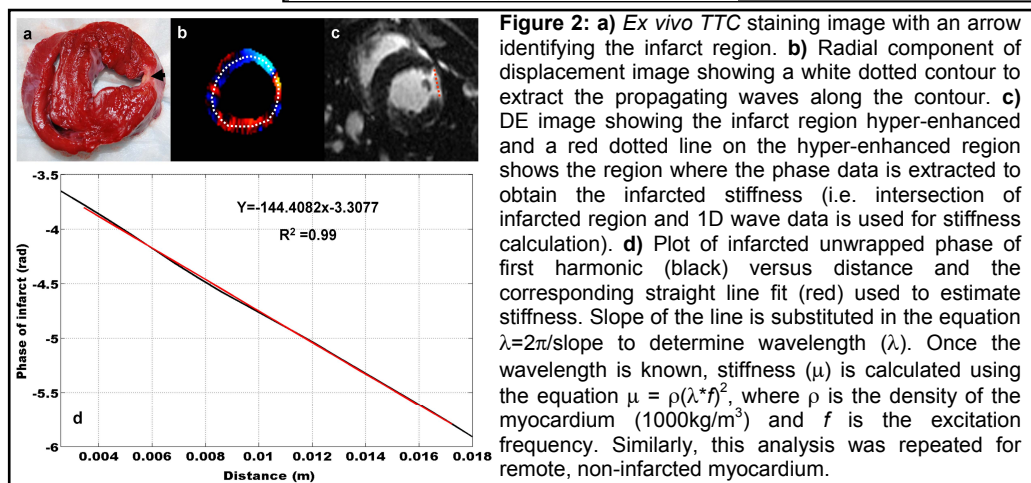 a
b
c
-3.5
-4
-4.5
-5
-5.5
-6
Phase of infarct (rad)
Y=-144.4082x-3.3077
R² =0.99
d
0.004 0.006 0.008 0.01 0.012 0.014 0.016 0.018
Distance (m)
Figure 2: a) Ex vivo TTC staining image with an arrow
identifying the infarct region. b) Radial component of
displacement image showing a white dotted contour to
extract the propagating waves along the contour. c)
DE image showing the infarct region hyper-enhanced
and a red dotted line on the hyper-enhanced region
shows the region where the phase data is extracted to
obtain the infarcted stiffness (i.e. intersection of
infarcted region and 1D wave data is used for stiffness
calculation). d) Plot of infarcted unwrapped phase of
first harmonic (black) versus distance and the
corresponding straight line fit (red) used to estimate
stiffness. Slope of the line is substituted in the equation
λ=2π/slope to determine wavelength (λ). Once the
wavelength is known, stiffness (μ) is calculated using
the equation μ = ρ(λ*f)², where ρ is the density of the
myocardium (1000kg/m³) and f is the excitation
frequency. Similarly, this analysis was repeated for
remote, non-infarcted myocardium.